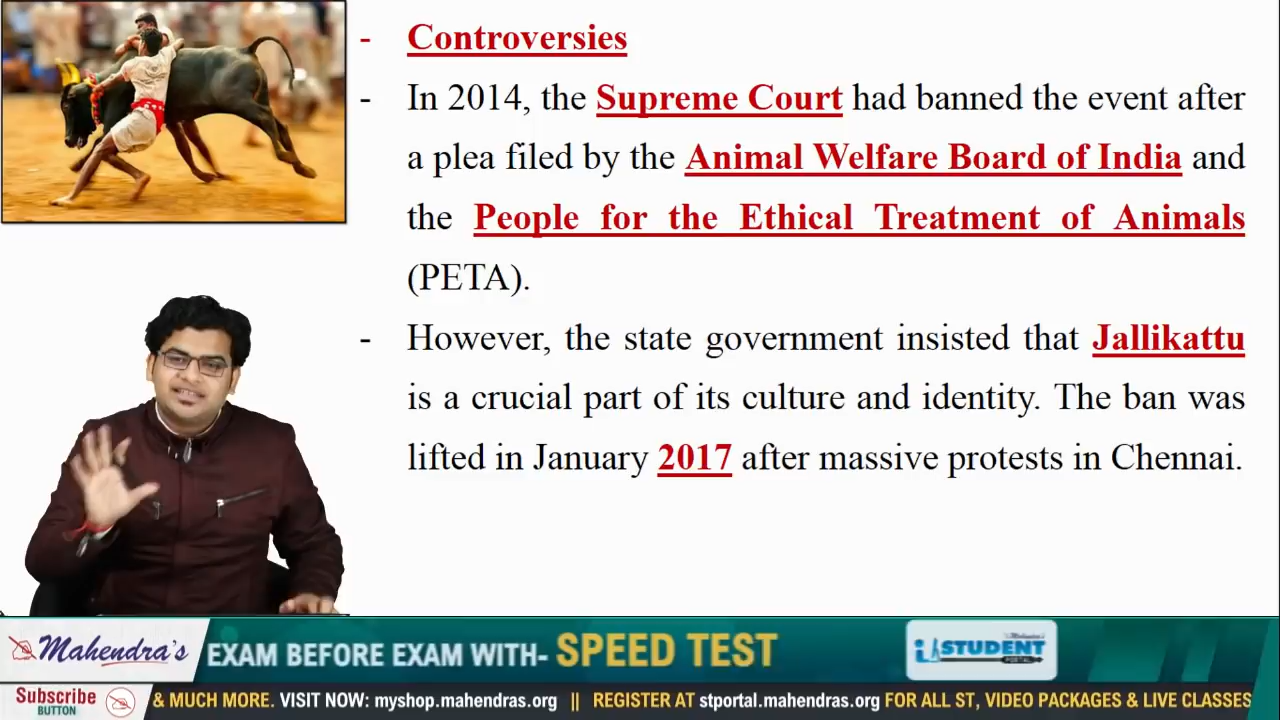 - Controversies
- In 2014, the Supreme Court had banned the event after
a plea filed by the Animal Welfare Board of India and
the People for the Ethical Treatment of Animals
(PETA).
- However, the state government insisted that Jallikattu
is a crucial part of its culture and identity. The ban was
lifted in January 2017 after massive protests in Chennai.
Mahendra's EXAM BEFORE EXAM WITH- SPEED TEST
Mahendra's
STUDENT
PORTAL
Subscribe
BUTTON
& MUCH MORE. VISIT NOW: myshop.mahendras.org || REGISTER AT stportal.mahendras.org FOR ALL ST, VIDEO PACKAGES & LIVE CLASSES